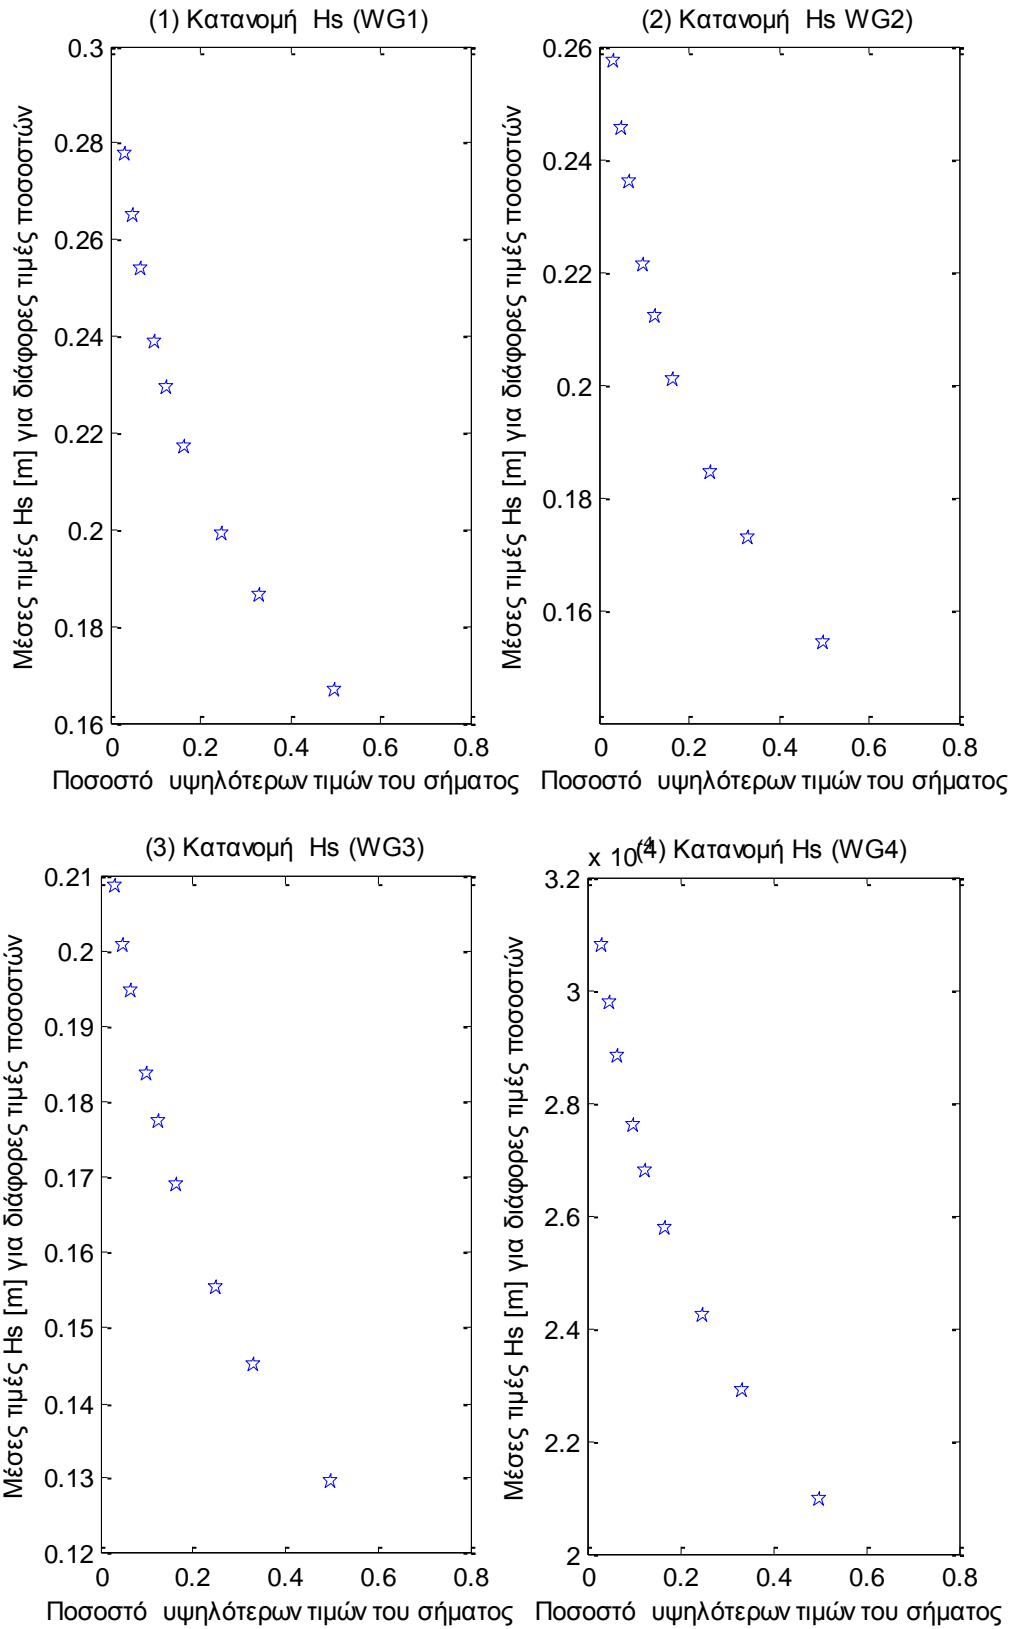 (1) Κατανομή Hs (WG1)
Μέσες τιμές Hs [m] για διάφορες τιμές ποσοστών
0.3
0.28
0.26
0.24
0.22
0.2
0.18
0.16
0 0.2 0.4 0.6 0.8
Ποσοστό υψηλότερων τιμών του σήματος
(2) Κατανομή Hs WG2)
Μέσες τιμές Hs [m] για διάφορες τιμές ποσοστών
0.26
0.24
0.22
0.2
0.18
0.16
0 0.2 0.4 0.6 0.8
Ποσοστό υψηλότερων τιμών του σήματος
(3) Κατανομή Hs (WG3)
Μέσες τιμές Hs [m] για διάφορες τιμές ποσοστών
0.21
0.2
0.19
0.18
0.17
0.16
0.15
0.14
0.13
0.12
0 0.2 0.4 0.6 0.8
Ποσοστό υψηλότερων τιμών του σήματος
(4) Κατανομή Hs (WG4)
x 10
Μέσες τιμές Hs [m] για διάφορες τιμές ποσοστών
3.2
3
2.8
2.6
2.4
2.2
2
0 0.2 0.4 0.6 0.8
Ποσοστό υψηλότερων τιμών του σήματος